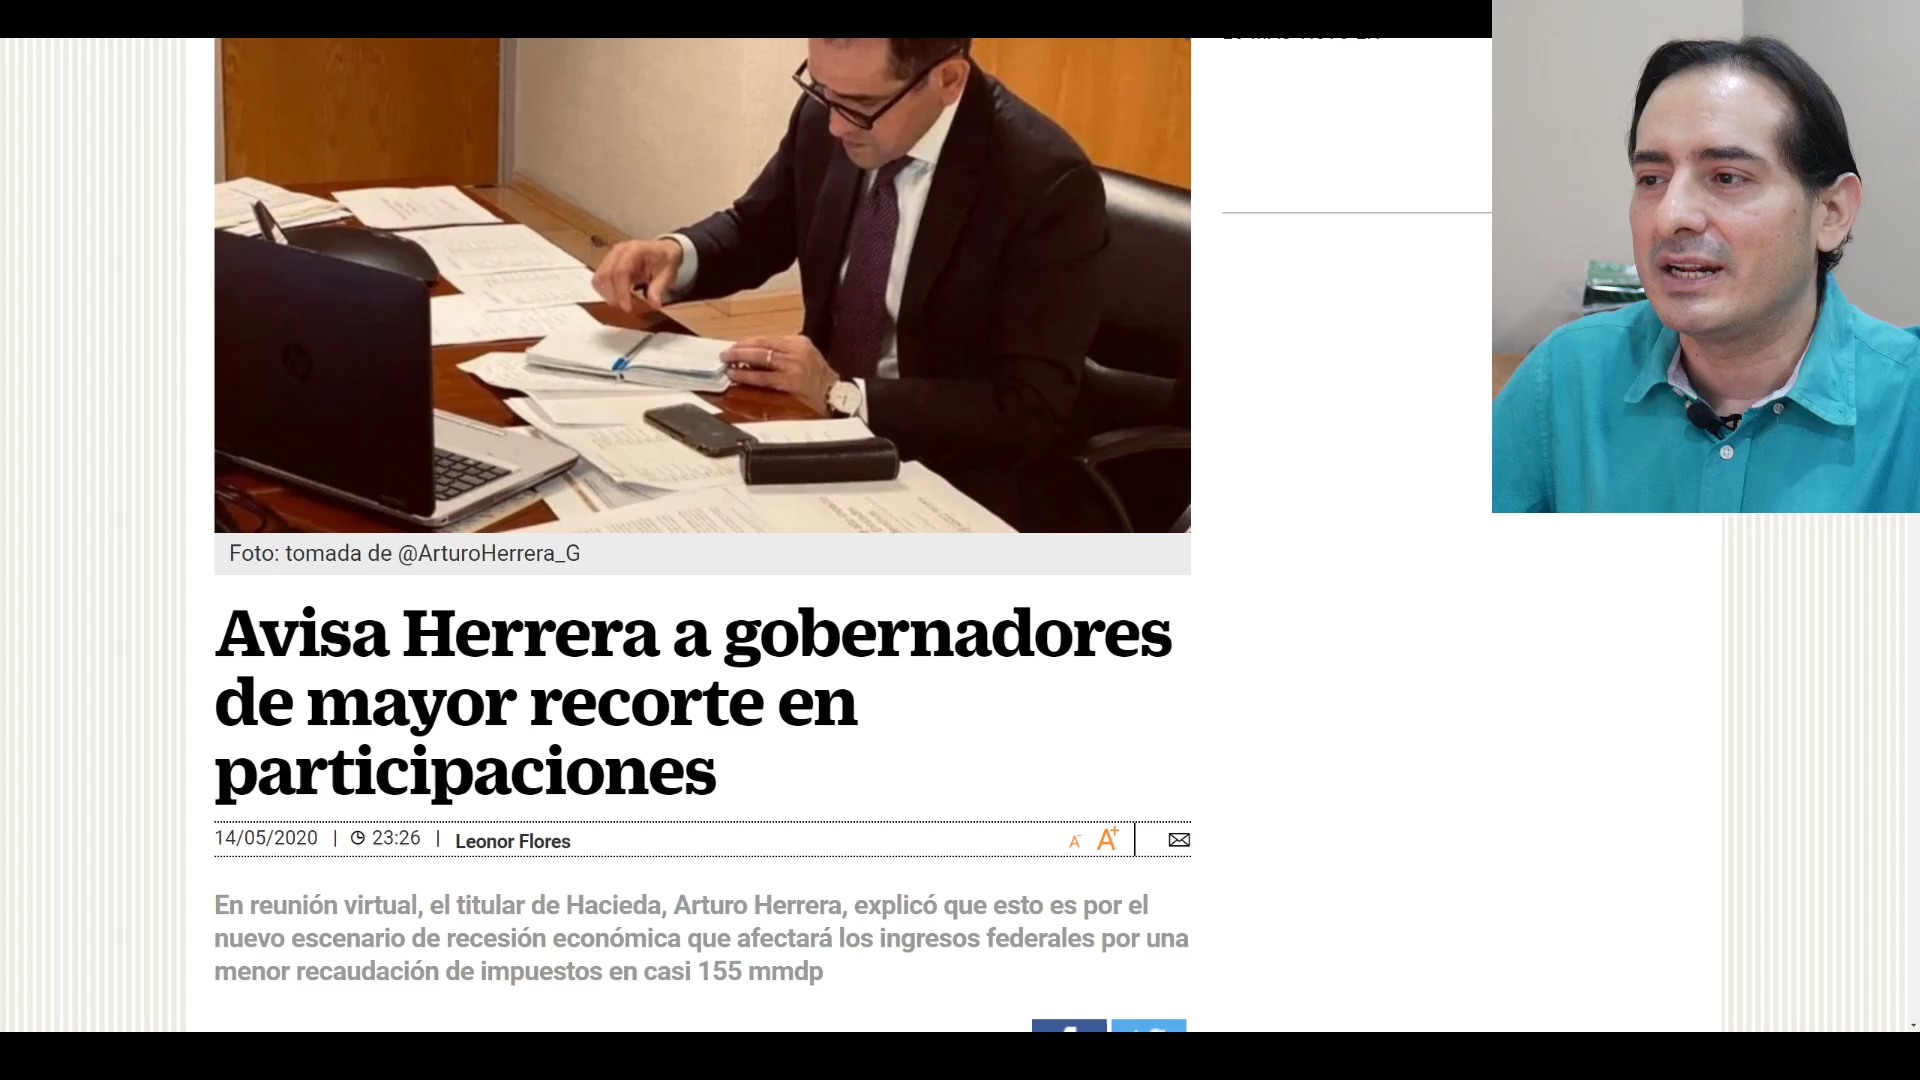 Foto: tomada de @ArturoHerrera_G
Avisa Herrera a gobernadores
de mayor recorte en
participaciones
14/05/2020 | 23:26 | Leonor Flores
A- A+
En reunión virtual, el titular de Hacieda, Arturo Herrera, explicó que esto es por el
nuevo escenario de recesión económica que afectará los ingresos federales por una
menor recaudación de impuestos en casi 155 mmdp